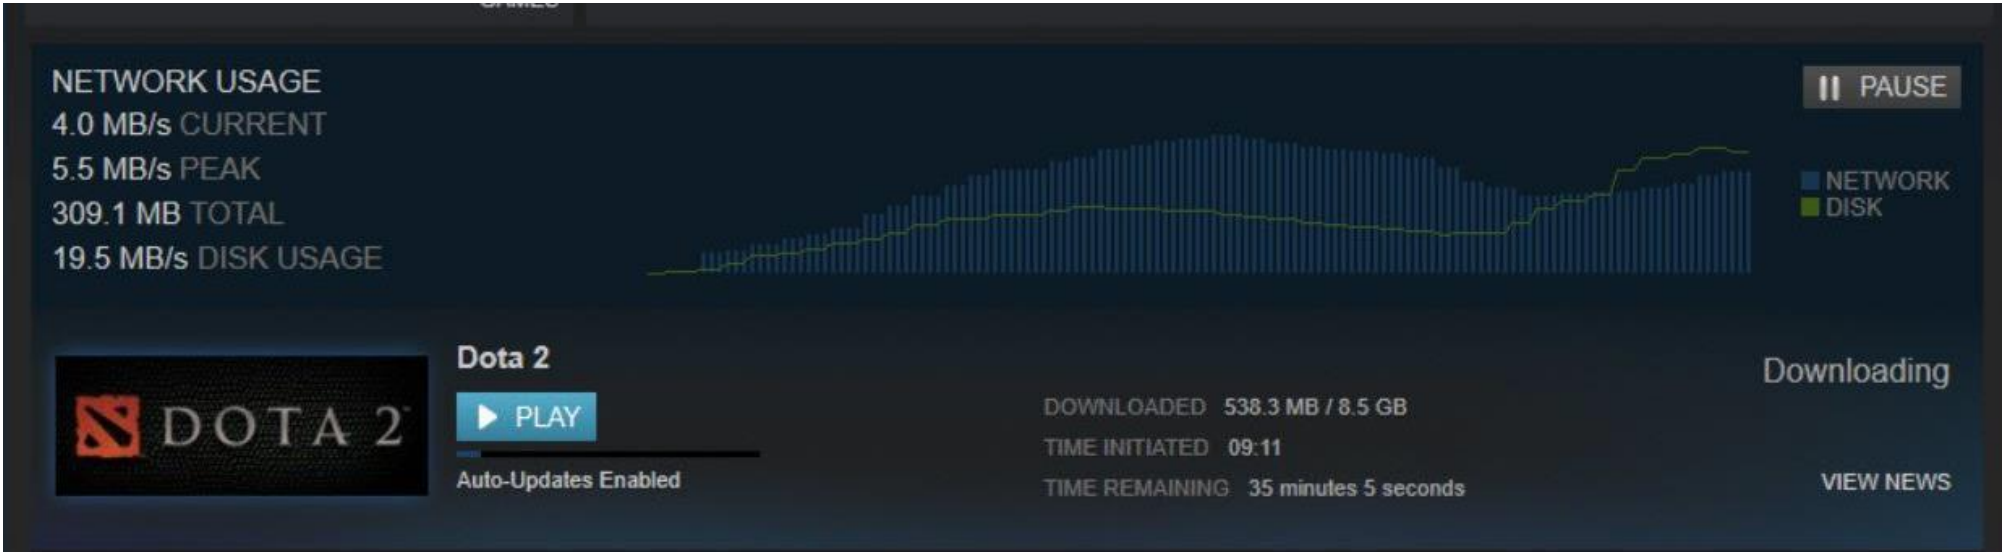 GAMES
NETWORK USAGE
4.0 MB/s CURRENT
5.5 MB/s PEAK
309.1 MB TOTAL
19.5 MB/s DISK USAGE
PAUSE
NETWORK
DISK
DOTA 2
Dota 2
PLAY
Auto-Updates Enabled
DOWNLOADED 538.3 MB / 8.5 GB
TIME INITIATED 09:11
TIME REMAINING 35 minutes 5 seconds
Downloading
VIEW NEWS